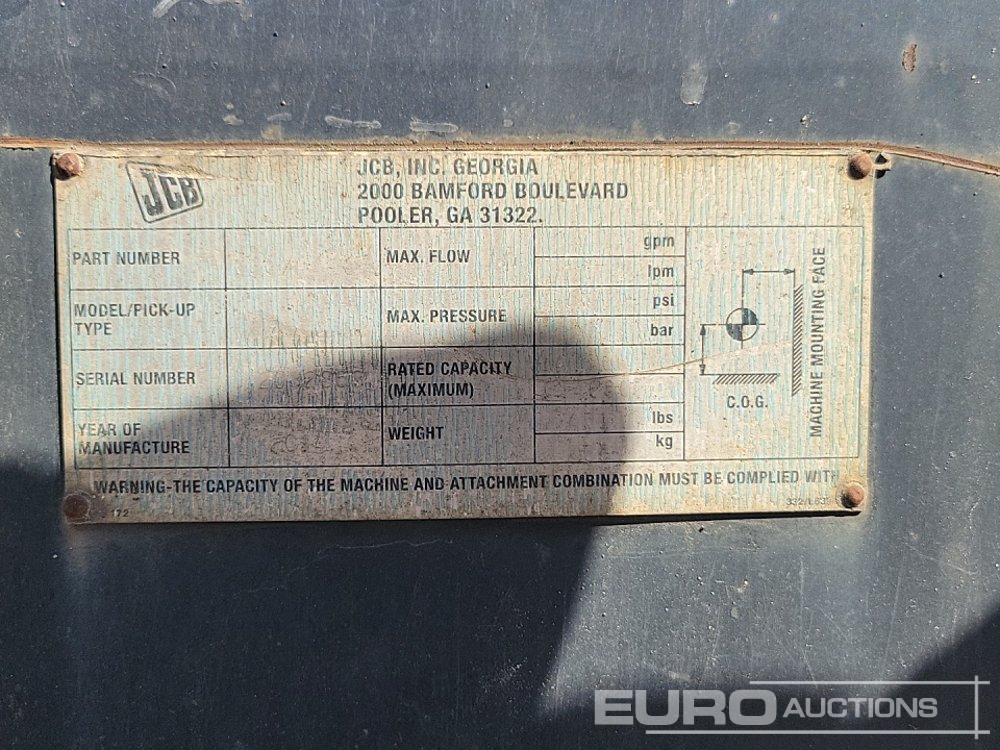 JCB
JCB, INC. GEORGIA
2000 BAMFORD BOULEVARD
POOLER, GA 31322.
PART NUMBER
MAX. FLOW
gpm
lpm
MODEL/PICK-UP
TYPE
MAX. PRESSURE
psi
bar
SERIAL NUMBER
RATED CAPACITY
(MAXIMUM)
YEAR OF
MANUFACTURE
WEIGHT
lbs
kg
C.O.G.
MACHINE MOUNTING FACE
WARNING-THE CAPACITY OF THE MACHINE AND ATTACHMENT COMBINATION MUST BE COMPLIED WITH
172
EURO AUCTIONS